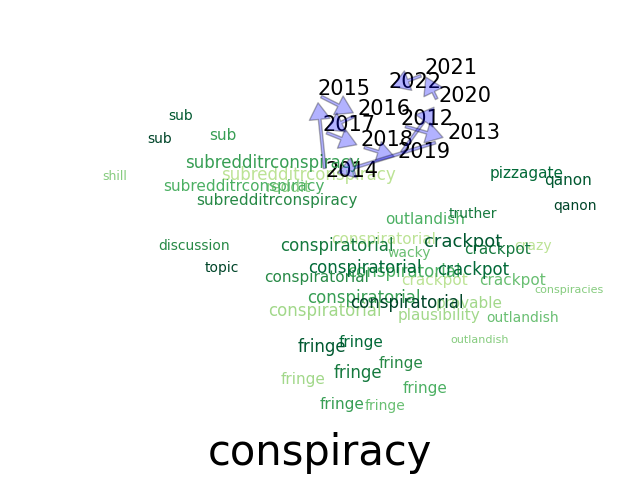 2021
2022
2015
2020
2016
sub
2012
2017
2013
sub
2018
2019
subredditrconspiracy
2014
subredditrconspiracy
pizzagate
shill
qanon
subredditrconspiracy
reddit
subredditrconspiracy
qanon
truther
outlandish
conspiratorial
crackpot
discussion
conspiratorial
crazy
crackpot
wacky
topic
conspiratorial
crackpot
conspiratorial
conspiratorial
crackpot
crackpot
conspiracies
conspiratorial
conspiratorial
provable
conspiratorial
plausibility
outlandish
outlandish
fringe
fringe
fringe
fringe
fringe
fringe
fringe
fringe
conspiracy